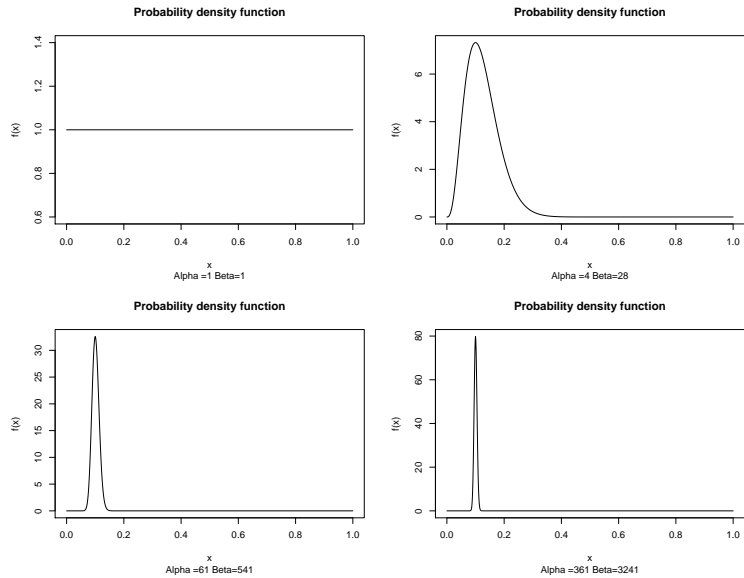 Probability density function
f(x)
1.4
1.2
1.0
0.8
0.6
0.0 0.2 0.4 0.6 0.8 1.0
x
Alpha =1 Beta=1
Probability density function
f(x)
6
4
2
0
0.0 0.2 0.4 0.6 0.8 1.0
x
Alpha =4 Beta=28
Probability density function
f(x)
30
25
20
15
10
5
0
0.0 0.2 0.4 0.6 0.8 1.0
x
Alpha =61 Beta=541
Probability density function
f(x)
80
60
40
20
0
0.0 0.2 0.4 0.6 0.8 1.0
x
Alpha =361 Beta=3241